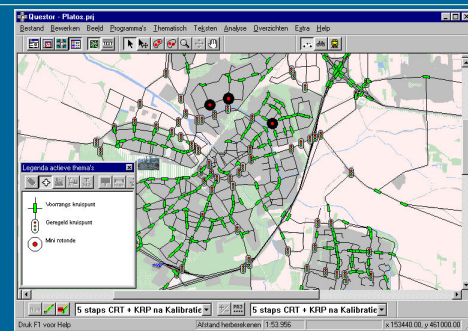 Questor - Platos.prj
Bestand Bewerken Beeld Programma's Thematisch Teksten Analyse Overzichten Extra Help
Legenda actieve thema's
Voorrangs kruispunt
Geregeld kruispunt
Mini rotonde
5 staps CRT + KRP na Kalibratie 5 staps CRT + KRP na Kalibratie
Druk F1 voor Help Afstand herberekenen 1:53.956 x 153440.00, y 461000.00